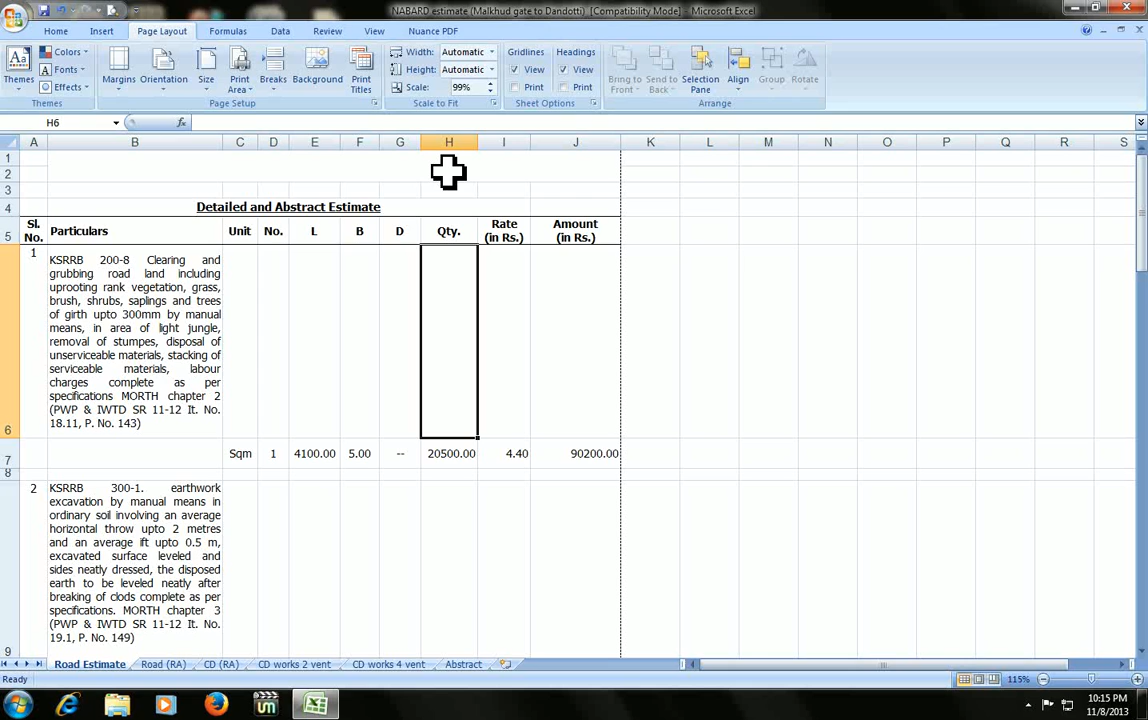 NABARD estimate (Malkhud gate to Dandotti) [Compatibility Mode] - Microsoft Excel
Home Insert Page Layout Formulas Data Review View Nuance PDF
Themes
Colors
Fonts
Effects
Themes
Margins Orientation Size Print Area Breaks Background Print Titles
Page Setup
Width: Automatic
Height: Automatic
Scale: 99%
Scale to Fit
Gridlines Headings
View View
Print Print
Sheet Options
Bring to Front Send to Back Selection Pane Align Group Rotate
Arrange
H6 fx
A B C D E F G H I J K L M N O P Q R S
1
2
3
4 Detailed and Abstract Estimate
5 Sl. No. Particulars Unit No. L B D Qty. Rate (in Rs.) Amount (in Rs.)
1 KSRRB 200-8 Clearing and
grubbing road land including
uprooting rank vegetation, grass,
brush, shrubs, saplings and trees
of girth upto 300mm by manual
means, in area of light jungle,
removal of stumpes, disposal of
unserviceable materials, stacking of
serviceable materials, labour
charges complete as per
specifications MORTH chapter 2
(PWP & IWTD SR 11-12 It. No.
18.11, P. No. 143)
6
7 Sqm 1 4100.00 5.00 -- 20500.00 4.40 90200.00
8
2 KSRRB 300-1. earthwork
excavation by manual means in
ordinary soil involving an average
horizontal throw upto 2 metres
and an average ift upto 0.5 m,
excavated surface leveled and
sides neatly dressed, the disposed
earth to be leveled neatly after
breaking of clods complete as per
specifications. MORTH chapter 3
(PWP & IWTD SR 11-12 It. No.
19.1, P. No. 149)
9
Road Estimate Road (RA) CD (RA) CD works 2 vent CD works 4 vent Abstract
Ready 115%
10:15 PM
11/8/2013